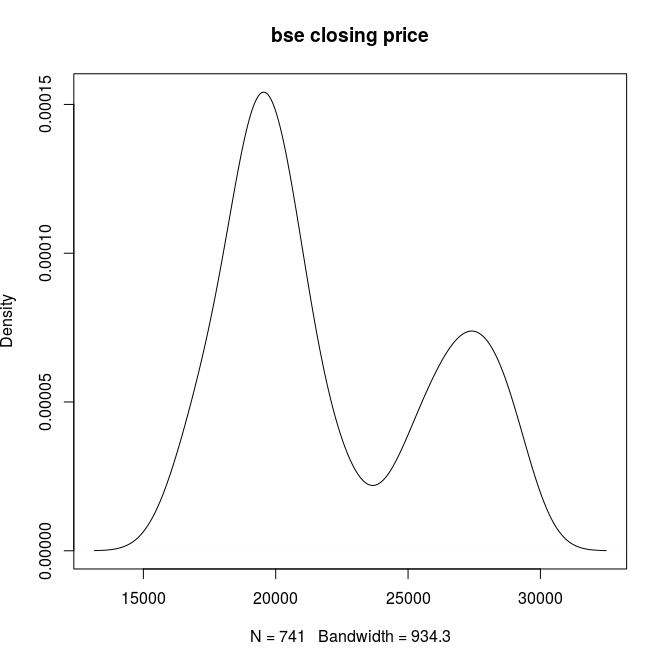 bse closing price
Density
0.00015
0.00010
0.00005
0.00000
15000 20000 25000 30000
N = 741 Bandwidth = 934.3